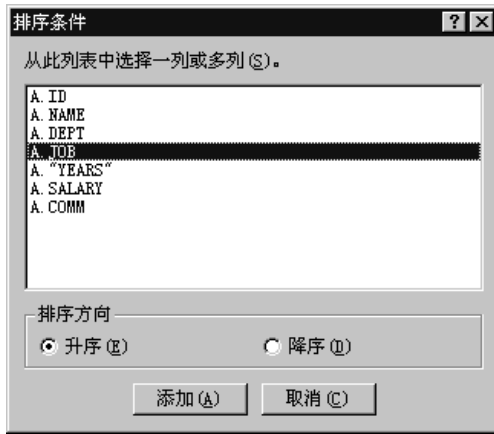 排序条件
从此列表中选择一列或多列(S)。
A. ID
A. NAME
A. DEPT
A. JOB
A. "YEARS"
A. SALARY
A. COMM
排序方向
升序(E) 降序(D)
添加(A) 取消(C)